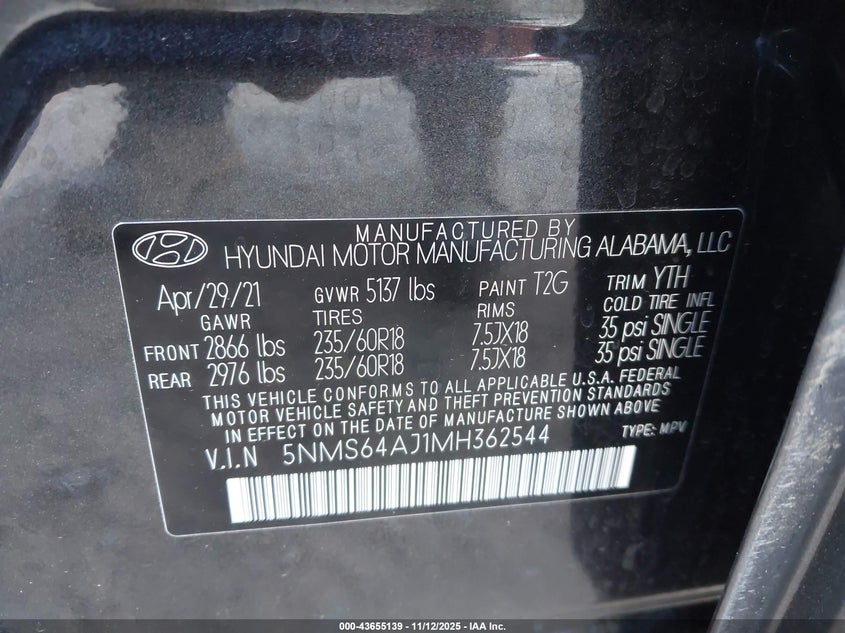 MANUFACTURED BY
HYUNDAI MOTOR MANUFACTURING ALABAMA, LLC
Apr/29/21 GVWR 5137 lbs PAINT T2G TRIM YTH
GAWR TIRES RIMS COLD TIRE INFL
FRONT 2866 lbs 235/60R18 7.5JX18 35 psi SINGLE
REAR 2976 lbs 235/60R18 7.5JX18 35 psi SINGLE
THIS VEHICLE CONFORMS TO ALL APPLICABLE U.S.A. FEDERAL
MOTOR VEHICLE SAFETY AND THEFT PREVENTION STANDARDS
IN EFFECT ON THE DATE OF MANUFACTURE SHOWN ABOVE
V.I.N 5NMS64AJ1MH362544 TYPE: MPV
000-43655139 - 11/12/2025 - IAA Inc.